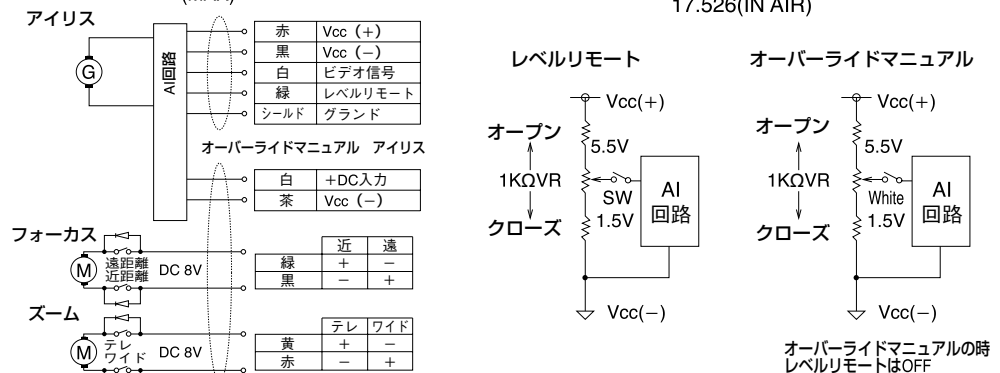 17.526(IN AIR)
アイリス
G
AI回路
赤 Vcc (+)
黒 Vcc (−)
白 ビデオ信号
緑 レベルリモート
シールド グランド
オーバーライドマニュアル アイリス
白 +DC入力
茶 Vcc (−)
フォーカス
M
遠距離
近距離
DC 8V
近 遠
緑 + −
黒 − +
ズーム
M
テレ
ワイド
DC 8V
テレ ワイド
黄 + −
赤 − +
レベルリモート
Vcc(+)
オープン
5.5V
1KΩVR
SW
1.5V
クローズ
AI
回路
Vcc(−)
オーバーライドマニュアル
Vcc(+)
オープン
5.5V
1KΩVR
White
1.5V
クローズ
AI
回路
Vcc(−)
オーバーライドマニュアルの時
レベルリモートはOFF